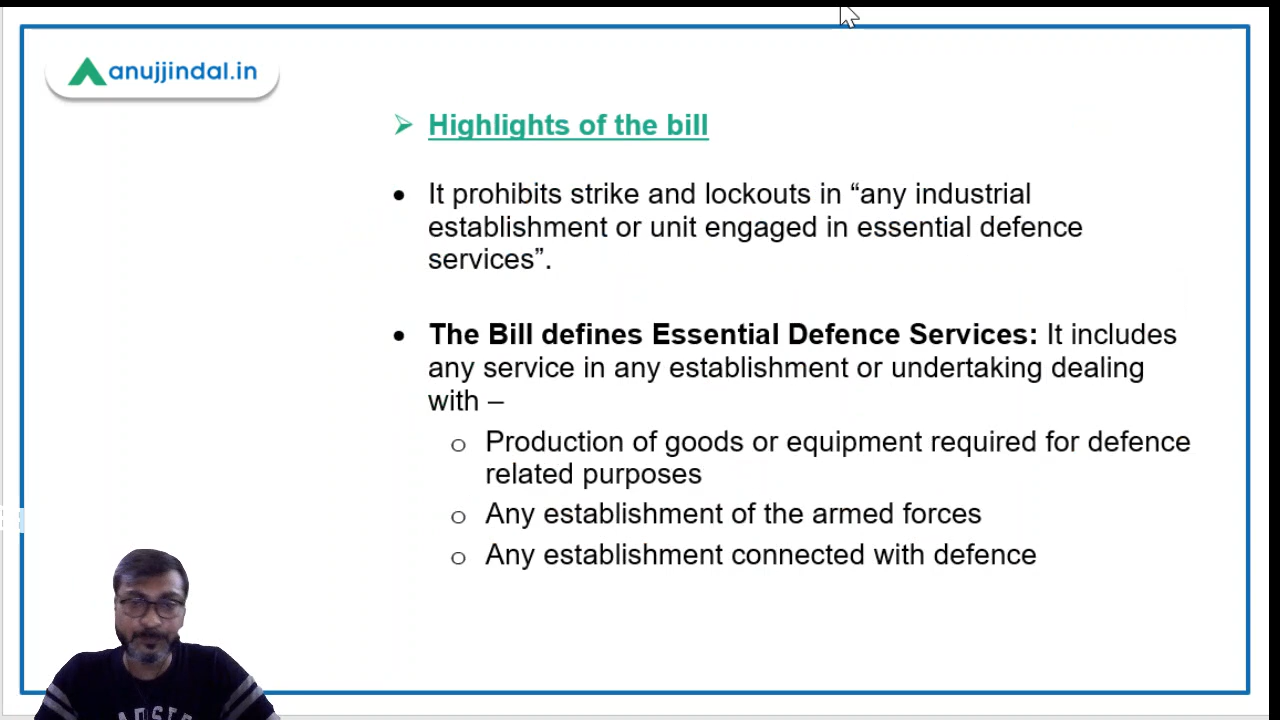 anujjindal.in
➢ Highlights of the bill
• It prohibits strike and lockouts in “any industrial
establishment or unit engaged in essential defence
services”.
• The Bill defines Essential Defence Services: It includes
any service in any establishment or undertaking dealing
with –
o Production of goods or equipment required for defence
related purposes
o Any establishment of the armed forces
o Any establishment connected with defence